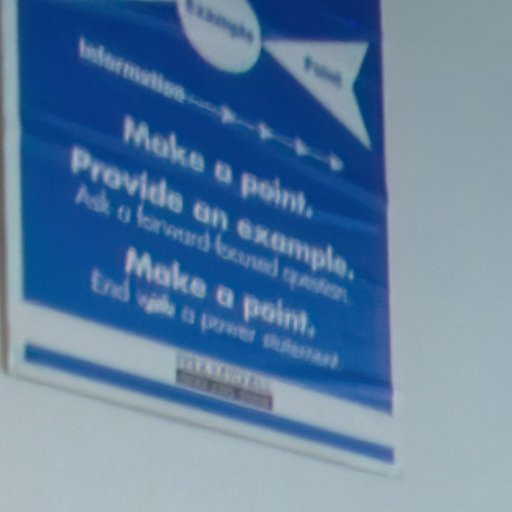 Example
Point
Information
Make a point.
Provide an example.
Ask a forward-focused question.
Make a point.
End with a power statement.